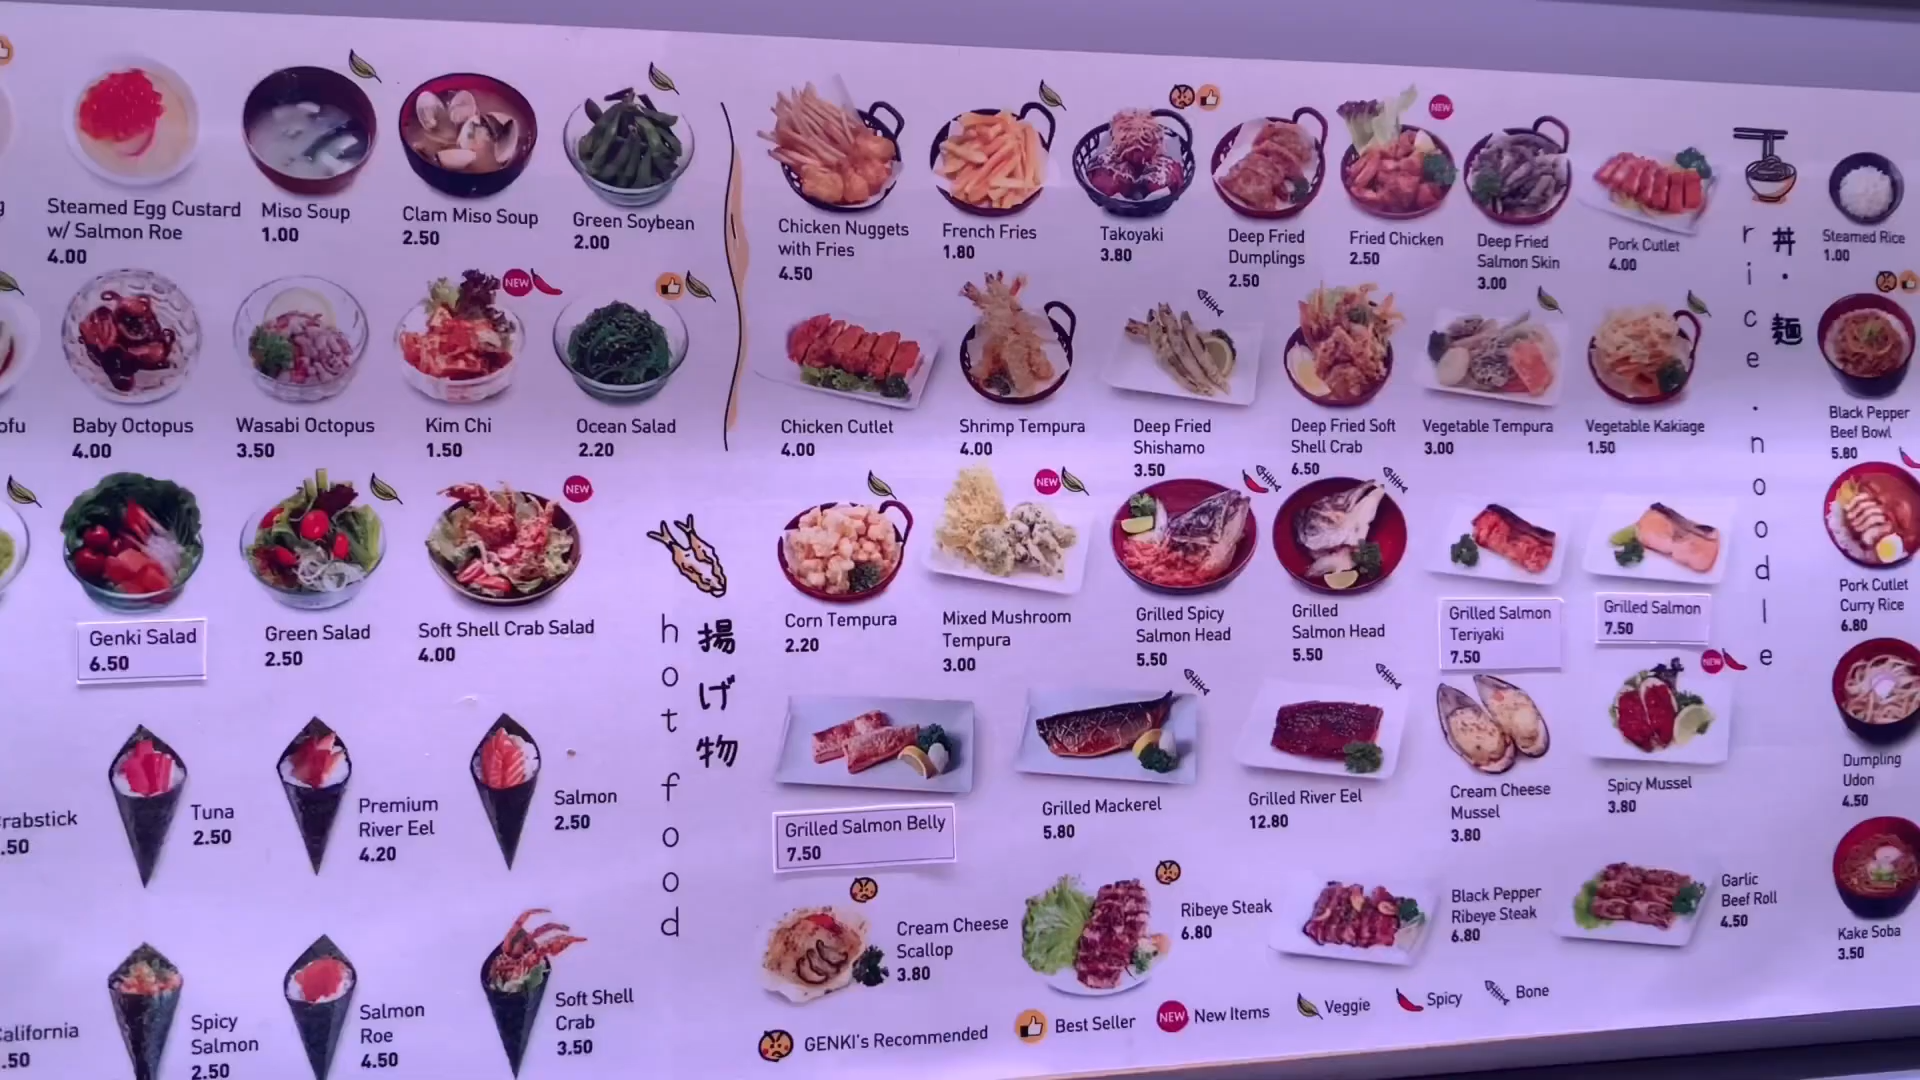 Steamed Egg Custard
w/ Salmon Roe
4.00
Miso Soup
1.00
Clam Miso Soup
2.50
Green Soybean
2.00
Baby Octopus
4.00
Wasabi Octopus
3.50
NEW
Kim Chi
1.50
Ocean Salad
2.20
Genki Salad
6.50
Green Salad
2.50
NEW
Soft Shell Crab Salad
4.00
Tuna
2.50
Premium
River Eel
4.20
Salmon
2.50
Spicy
Salmon
2.50
Salmon
Roe
4.50
Soft Shell
Crab
3.50
hot food
揚げ物
Chicken Nuggets
with Fries
4.50
French Fries
1.80
Takoyaki
3.80
Deep Fried
Dumplings
2.50
NEW
Fried Chicken
2.50
Deep Fried
Salmon Skin
3.00
Pork Cutlet
4.00
Chicken Cutlet
4.00
Shrimp Tempura
4.00
Deep Fried
Shishamo
3.50
Deep Fried Soft
Shell Crab
6.50
Vegetable Tempura
3.00
Vegetable Kakiage
1.50
Corn Tempura
2.20
NEW
Mixed Mushroom
Tempura
3.00
Grilled Spicy
Salmon Head
5.50
Grilled
Salmon Head
5.50
Grilled Salmon
Teriyaki
7.50
Grilled Salmon
7.50
Grilled Salmon Belly
7.50
Grilled Mackerel
5.80
Grilled River Eel
12.80
Cream Cheese
Mussel
3.80
NEW
Spicy Mussel
3.80
Cream Cheese
Scallop
3.80
Ribeye Steak
6.80
Black Pepper
Ribeye Steak
6.80
Garlic
Beef Roll
4.50
GENKI's Recommended
Best Seller
NEW New Items
Veggie
Spicy
Bone
rice.noodle
丼・麺
Steamed Rice
1.00
Black Pepper
Beef Bowl
5.80
Pork Cutlet
Curry Rice
6.80
Dumpling
Udon
4.50
Kake Soba
3.50